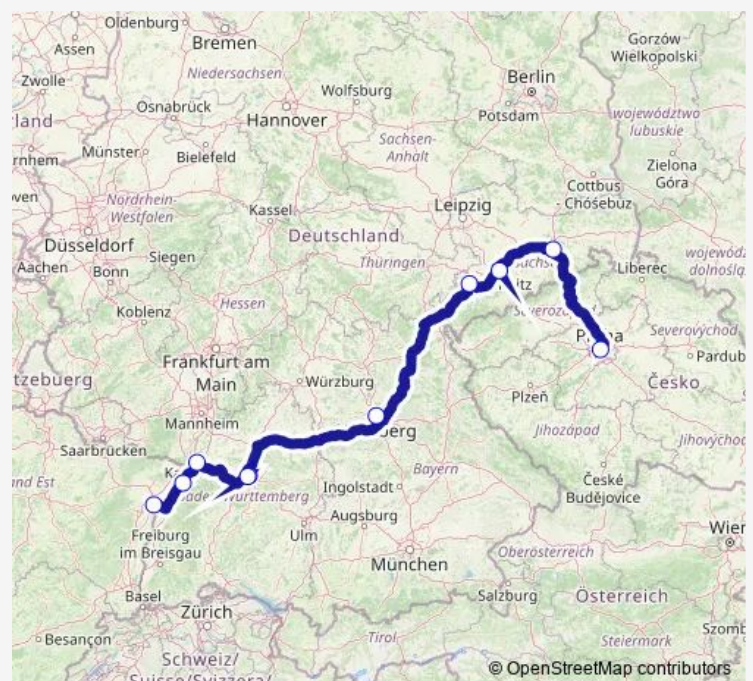 Oldenburg
Assen
Bremen
Gorzów
Wielkopolski
Zwolle
Niedersachsen
Wolfsburg
Berlin
Osnabrück
Hannover
Potsdam
województwo
lubuskie
Münster
Bielefeld
Sachsen-
Anhalt
Zielona
Góra
Nordrhein-
Westfalen
Kassel
Leipzig
Cottbus
- Chóśebuz
Düsseldorf
Deutschland
Siegen
Thüringen
Aachen
Bonn
Liberec
Hessen
Koblenz
Severovýchod
Frankfurt am
Main
Würzburg
Česko
Plzeň
Mannheim
Jihozápad
Saarbrücken
Bayern
České
Budějovice
Ingolstadt
Augsburg
Ulm
Freiburg
im Breisgau
München
Oberösterreich
Basel
Salzburg
Österreich
Zürich
Besançon
Tirol
Steiermark
Schweiz/
© OpenStreetMap contributors